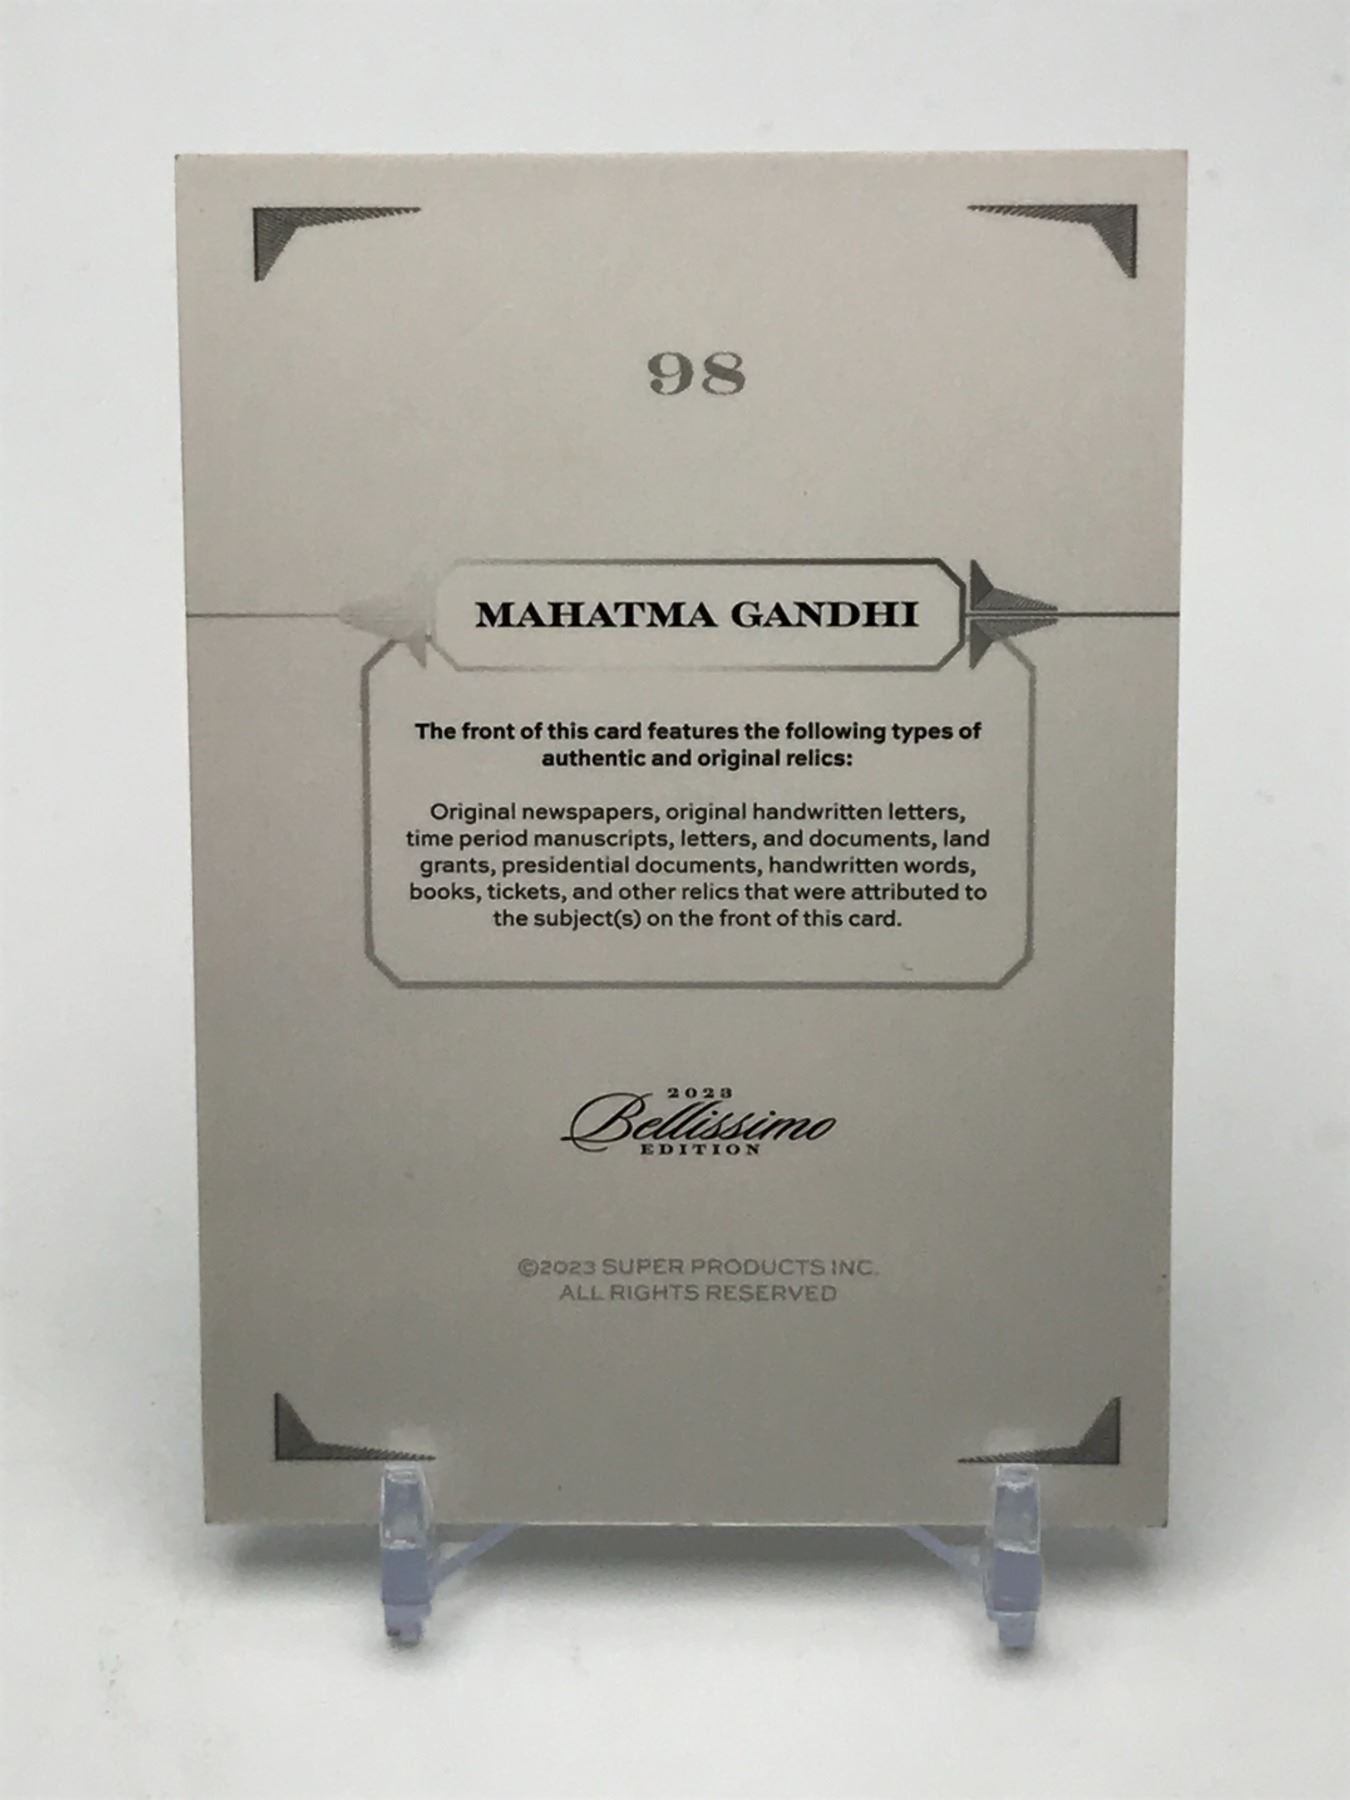 98
MAHATMA GANDHI
The front of this card features the following types of
authentic and original relics:
Original newspapers, original handwritten letters,
time period manuscripts, letters, and documents, land
grants, presidential documents, handwritten words,
books, tickets, and other relics that were attributed to
the subject(s) on the front of this card.
2023
Bellissimo
EDITION
©2023 SUPER PRODUCTS INC.
ALL RIGHTS RESERVED